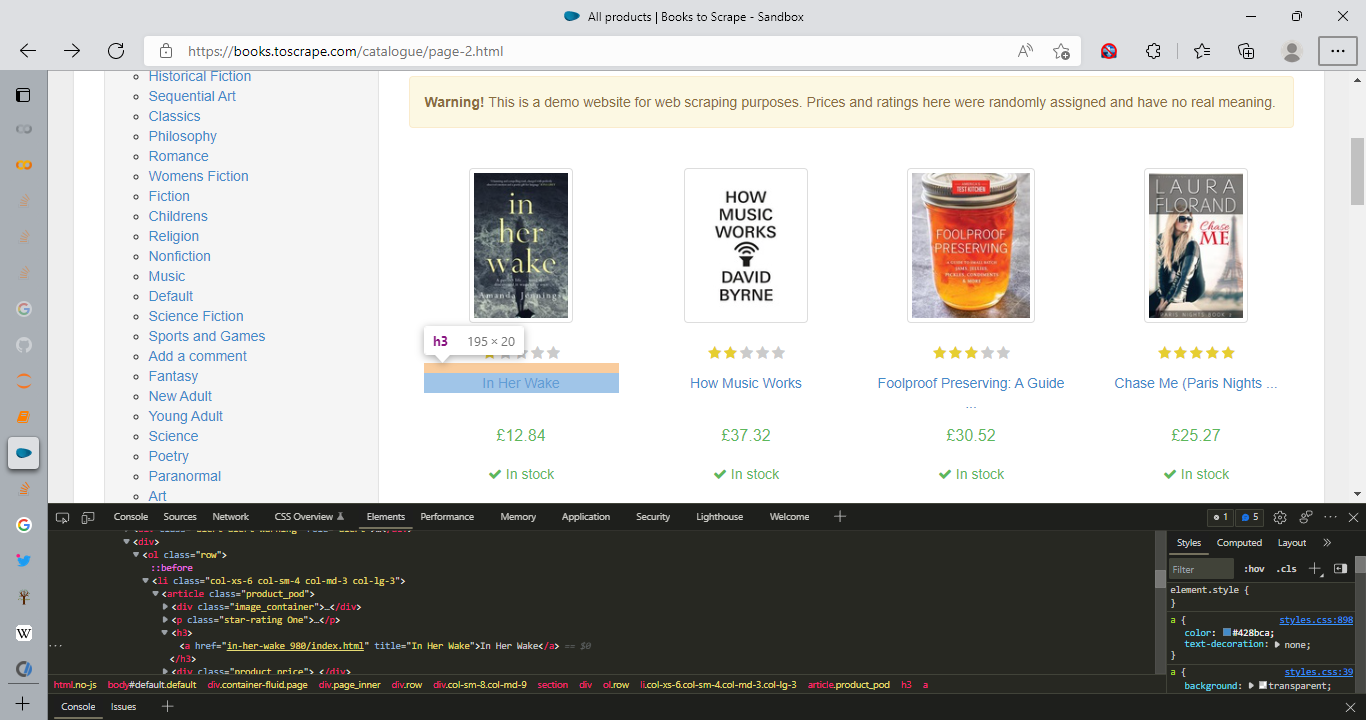 All products | Books to Scrape - Sandbox
https://books.toscrape.com/catalogue/page-2.html
Historical Fiction
Sequential Art
Classics
Philosophy
Romance
Womens Fiction
Fiction
Childrens
Religion
Nonfiction
Music
Default
Science Fiction
Sports and Games
Add a comment
Fantasy
New Adult
Young Adult
Science
Poetry
Paranormal
Art
Warning! This is a demo website for web scraping purposes. Prices and ratings here were randomly assigned and have no real meaning.
in
her
wake
Amanda Jennings
HOW
MUSIC
WORKS
DAVID
BYRNE
TEST KITCHEN
FOOLPROOF
PRESERVING
LAURA
FLORAND
Chase
ME
PARIS NIGHTS BOOK
h3 195 × 20
In Her Wake
How Music Works
Foolproof Preserving: A Guide
...
Chase Me (Paris Nights ...
£12.84
£37.32
£30.52
£25.27
In stock
In stock
In stock
In stock
W
Console Sources Network CSS Overview Elements Performance Memory Application Security Lighthouse Welcome
1 5
<div>
<ol class="row">
::before
<li class="col-xs-6 col-sm-4 col-md-3 col-lg-3">
<article class="product_pod">
<div class="image_container">…</div>
<p class="star-rating One">…</p>
<h3>
<a href="in-her-wake_980/index.html" title="In Her Wake">In Her Wake</a> == $0
</h3>
<div class="product_price">…</div>
html.no-js body#default.default div.container-fluid.page div.page_inner div.row div.col-sm-8.col-md-9 section div ol.row li.col-xs-6.col-sm-4.col-md-3.col-lg-3 article.product_pod h3 a
Styles Computed Layout
Filter :hov .cls
element.style {
}
a { styles.css:898
color: #428bca;
text-decoration: none;
}
a { styles.css:39
background: transparent;
Console Issues